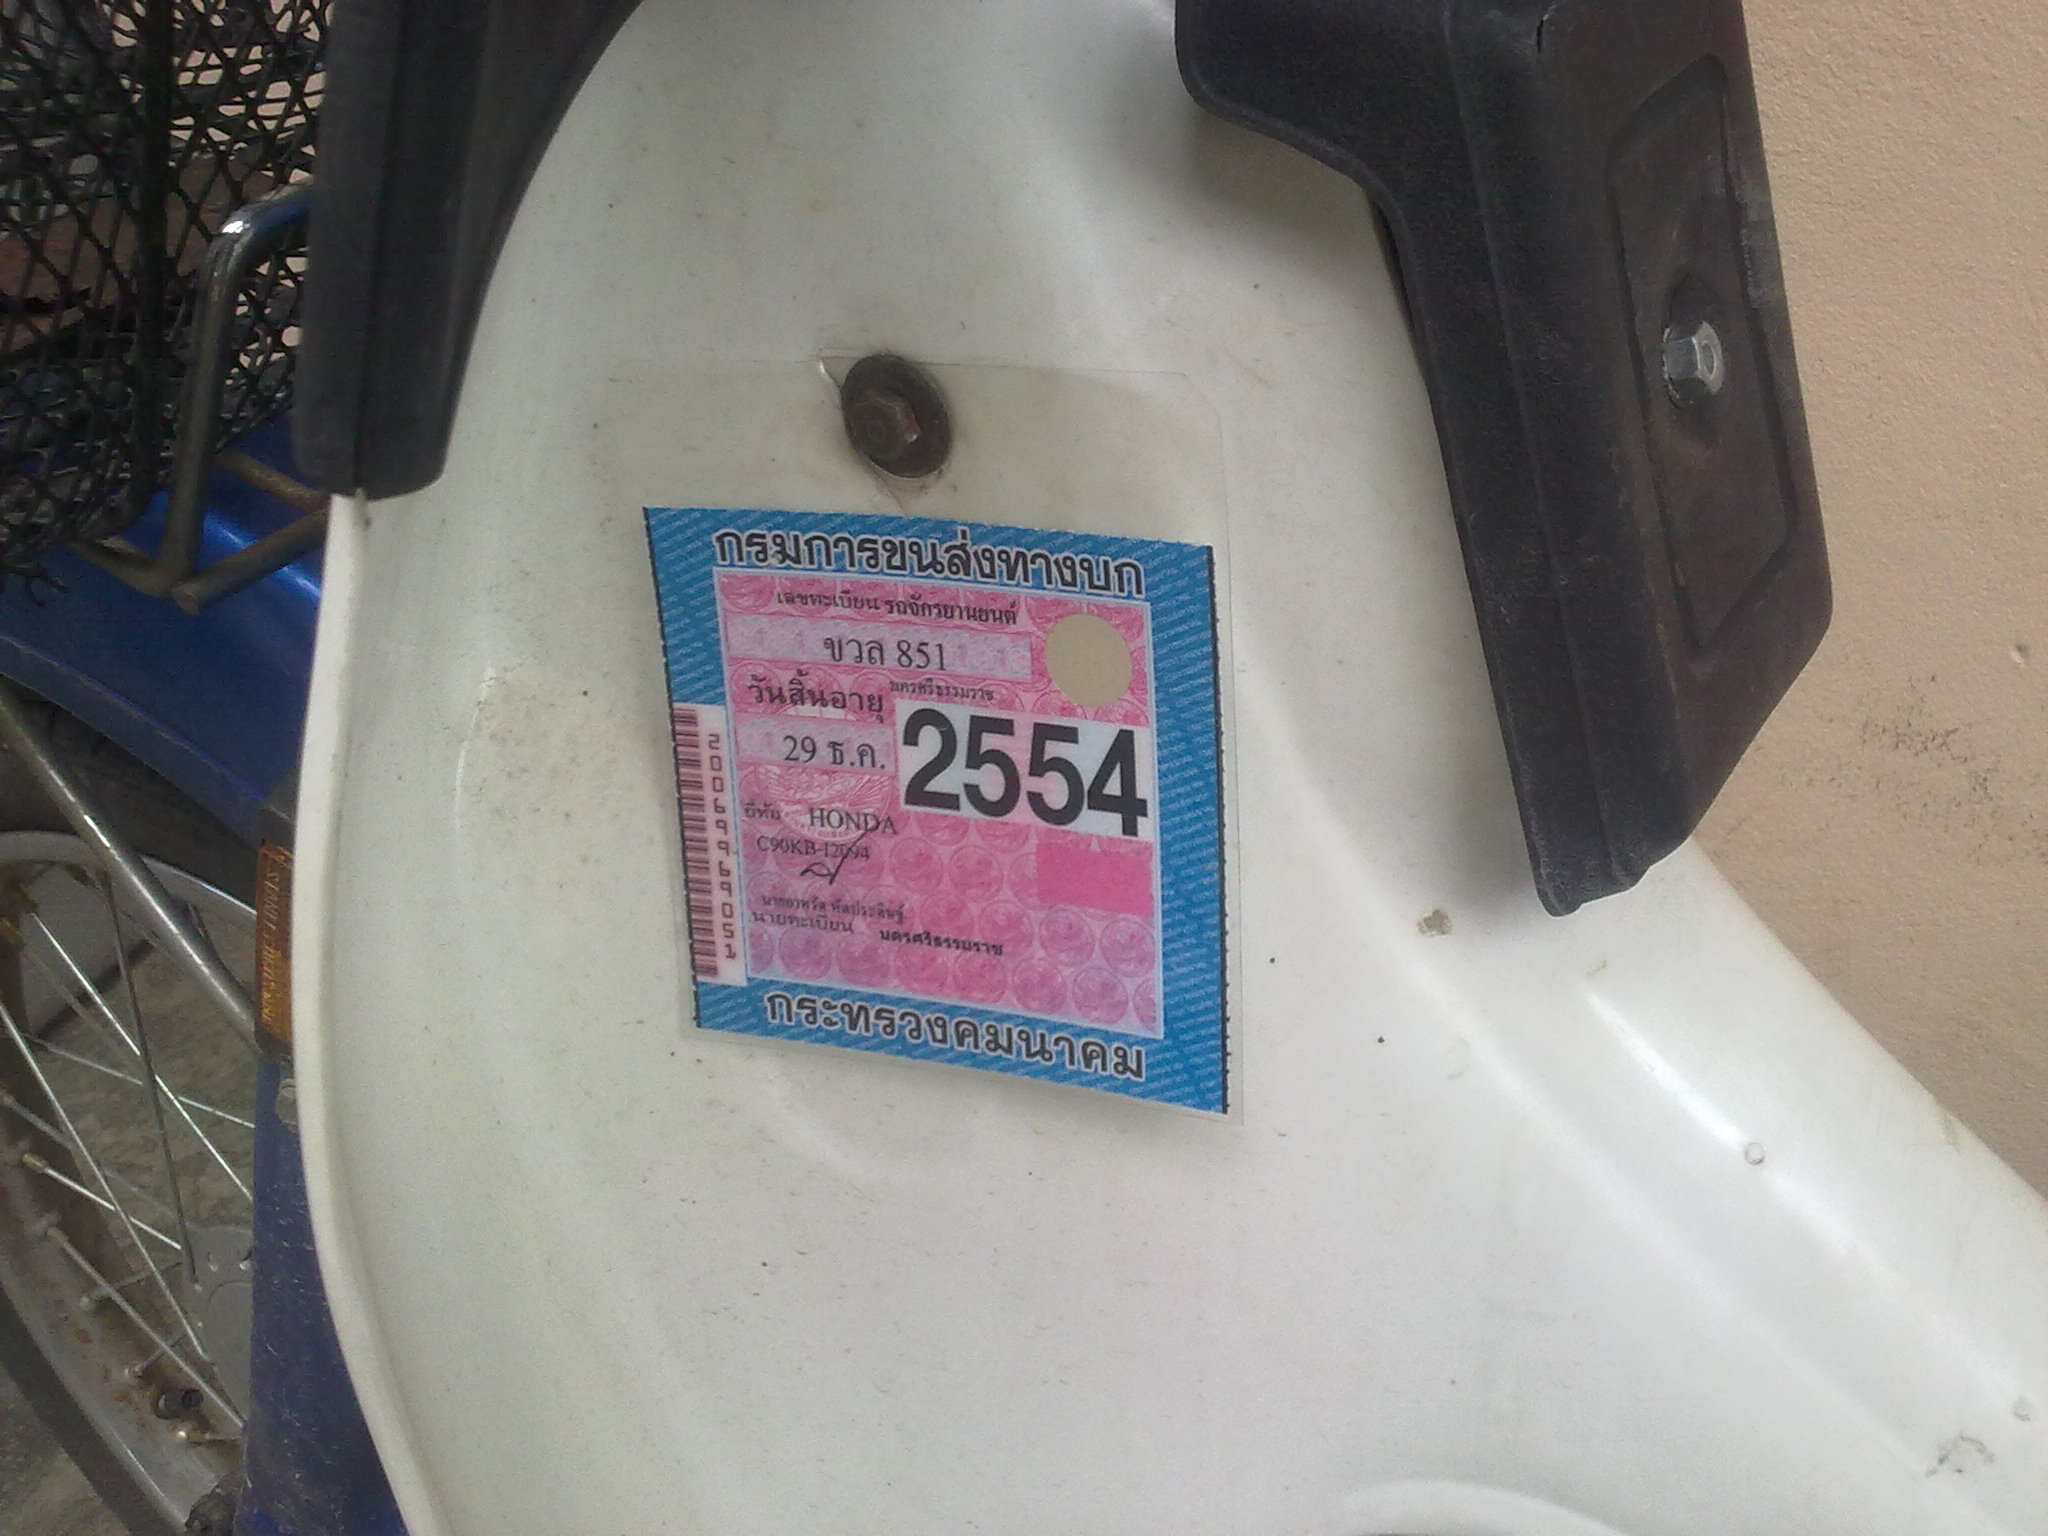 กรมการขนส่งทางบก
เลขทะเบียน รถจักรยานยนต์
ขวล 851
นครศรีธรรมราช
วันสิ้นอายุ
29 ธ.ค. 2554
ยี่ห้อ HONDA
C90KB-12094
นายทะเบียน นครศรีธรรมราช
กระทรวงคมนาคม
2006996969051